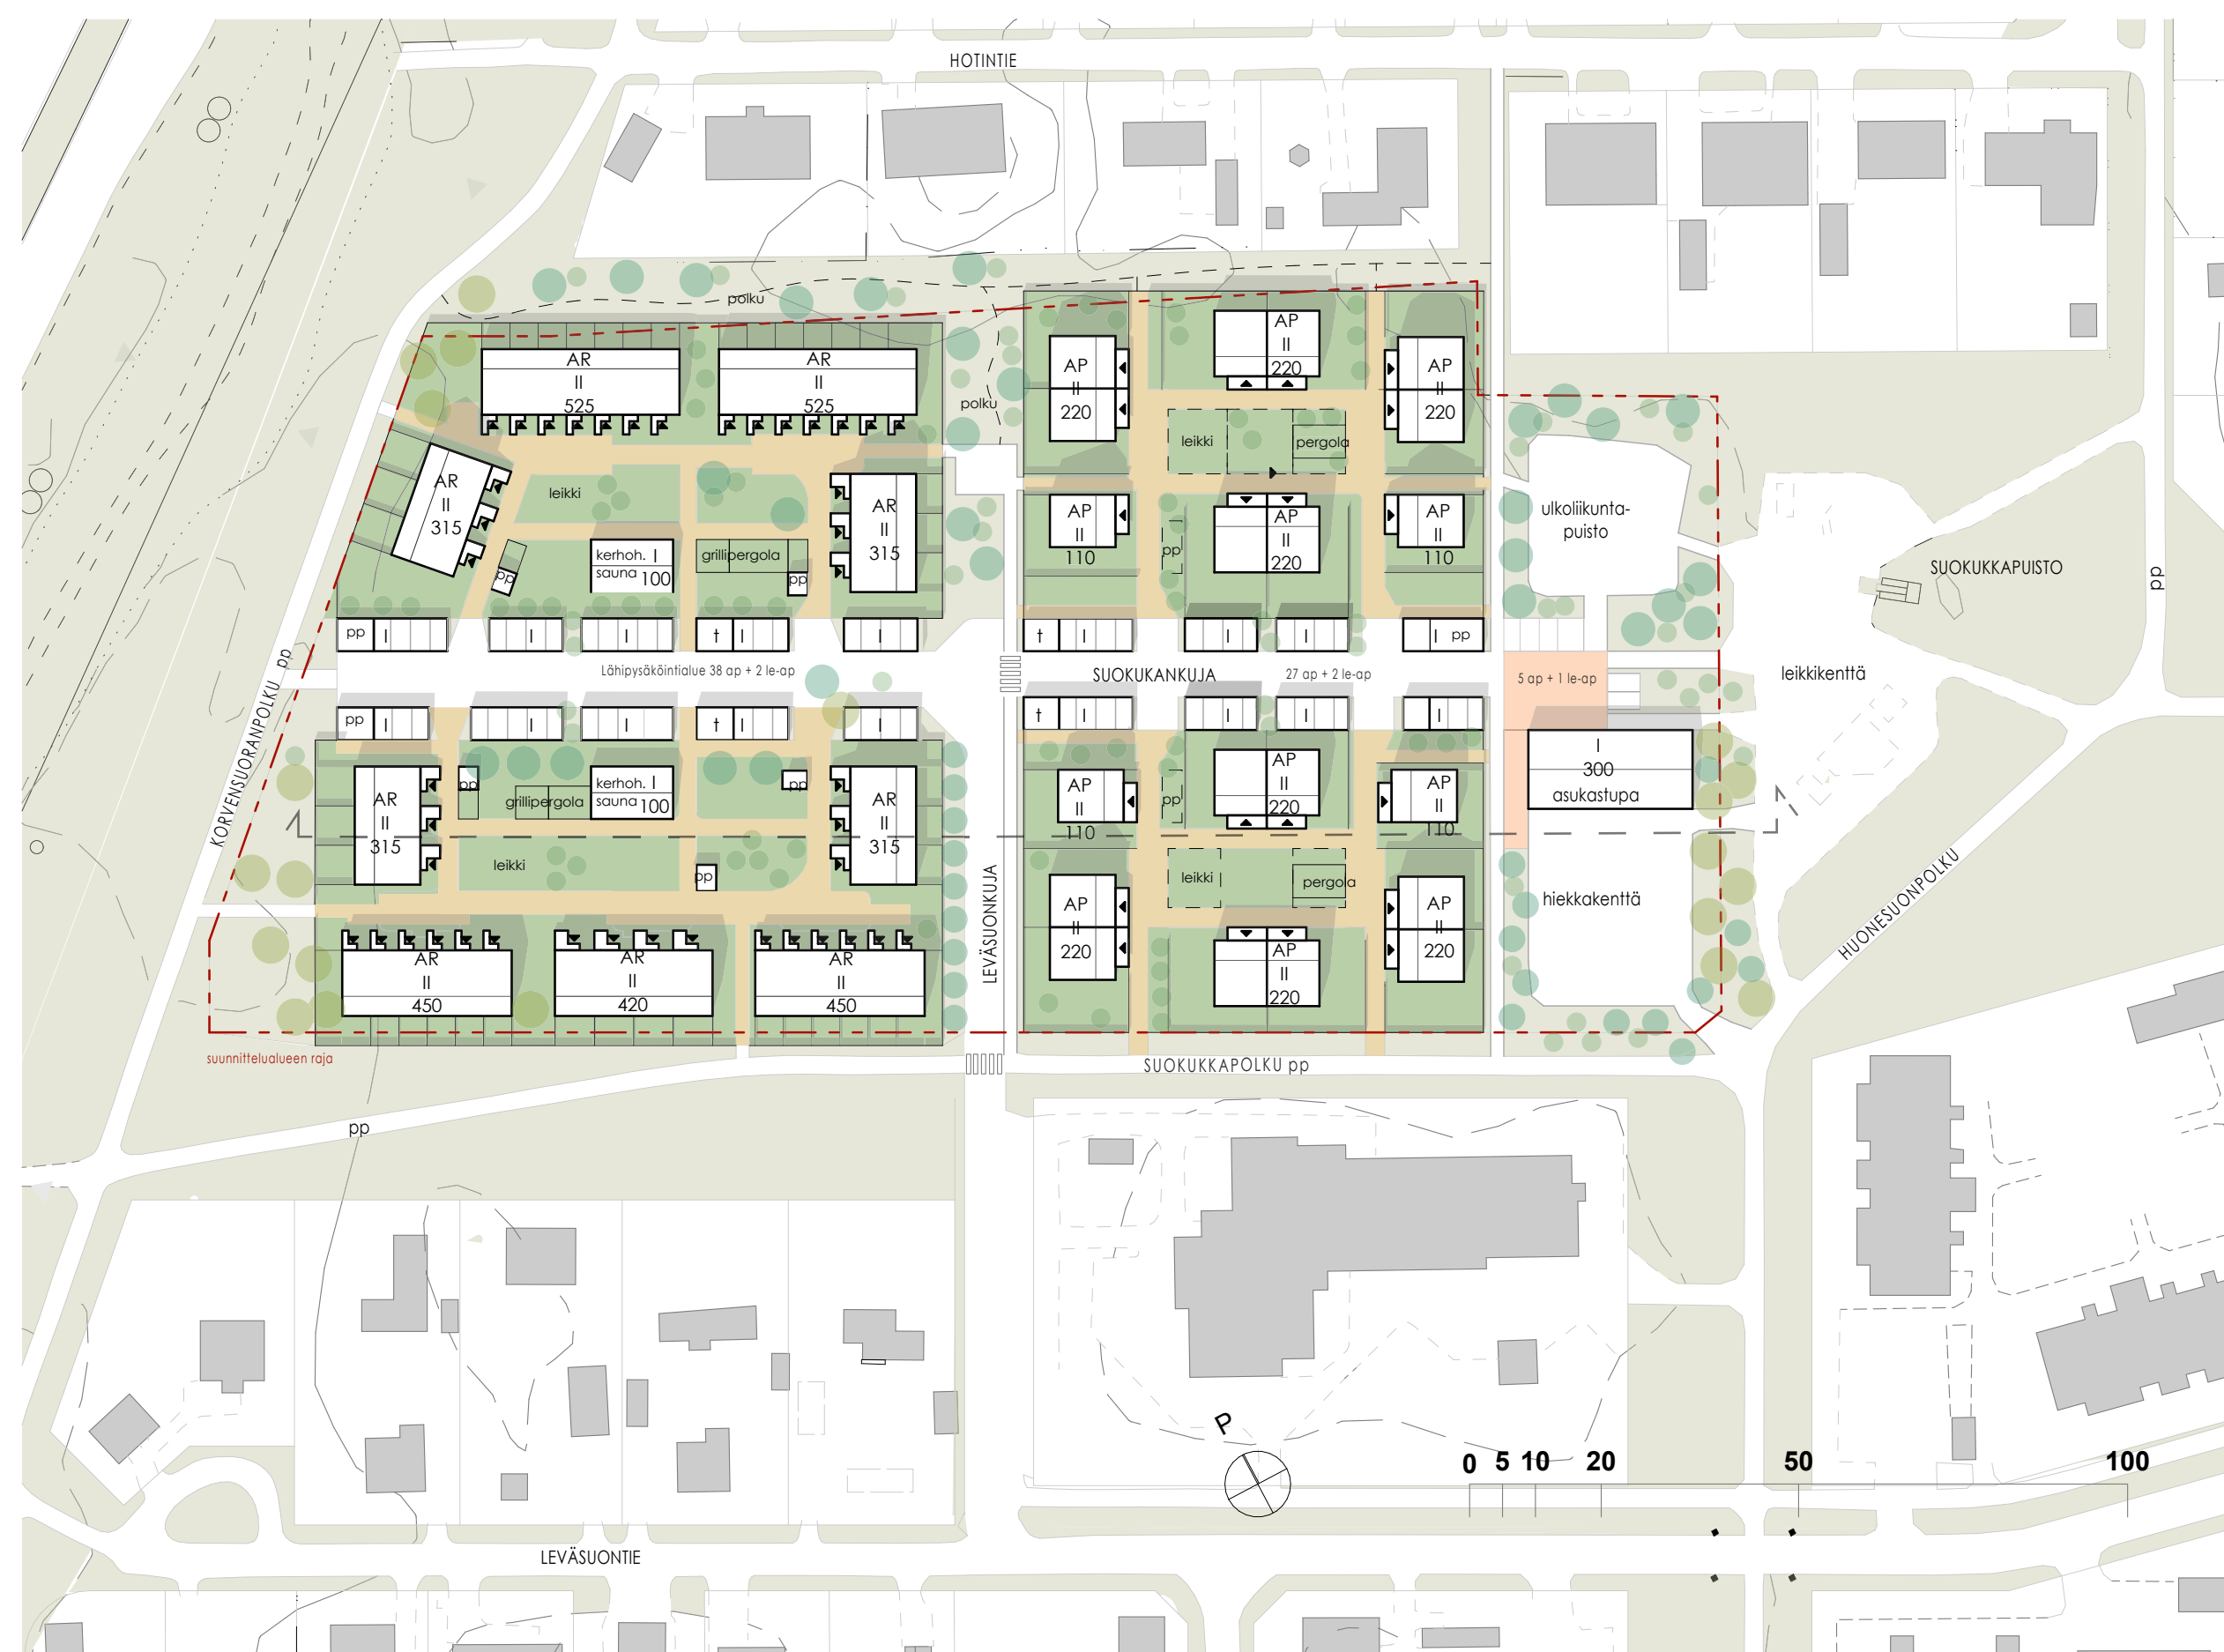 HOTINTIE
polku
AR
II
525
AR
II
525
polku
AP
II
220
AP
II
220
AP
II
220
leikki
pergola
AR
II
315
leikki
AR
II
315
kerhoh. I
sauna 100
grillipergola
pp
pp
AP
II
110
pp
AP
II
220
AP
II
110
ulkoliikunta-
puisto
SUOKUKKAPUISTO
pp
pp I
I
I
t I
I
t I
I
I
I pp
KORVENSUORANPOLKU pp
Lähipysäköintialue 38 ap + 2 le-ap
SUOKUKANKUJA
27 ap + 2 le-ap
5 ap + 1 le-ap
leikkikenttä
pp I
I
I
t I
I
t I
I
I
I
AR
II
315
pp
grillipergola
kerhoh. I
sauna 100
pp
AR
II
315
leikki
pp
AP
II
110
pp
AP
II
220
AP
II
110
I
300
asukastupa
leikki
pergola
AP
II
220
AP
II
220
AP
II
220
hiekkakenttä
HUONESUONPOLKU
LEVÄSUONKUJA
AR
II
450
AR
II
420
AR
II
450
suunnittelualueen raja
SUOKUKKAPOLKU pp
pp
P
0 5 10 20 50 100
LEVÄSUONTIE